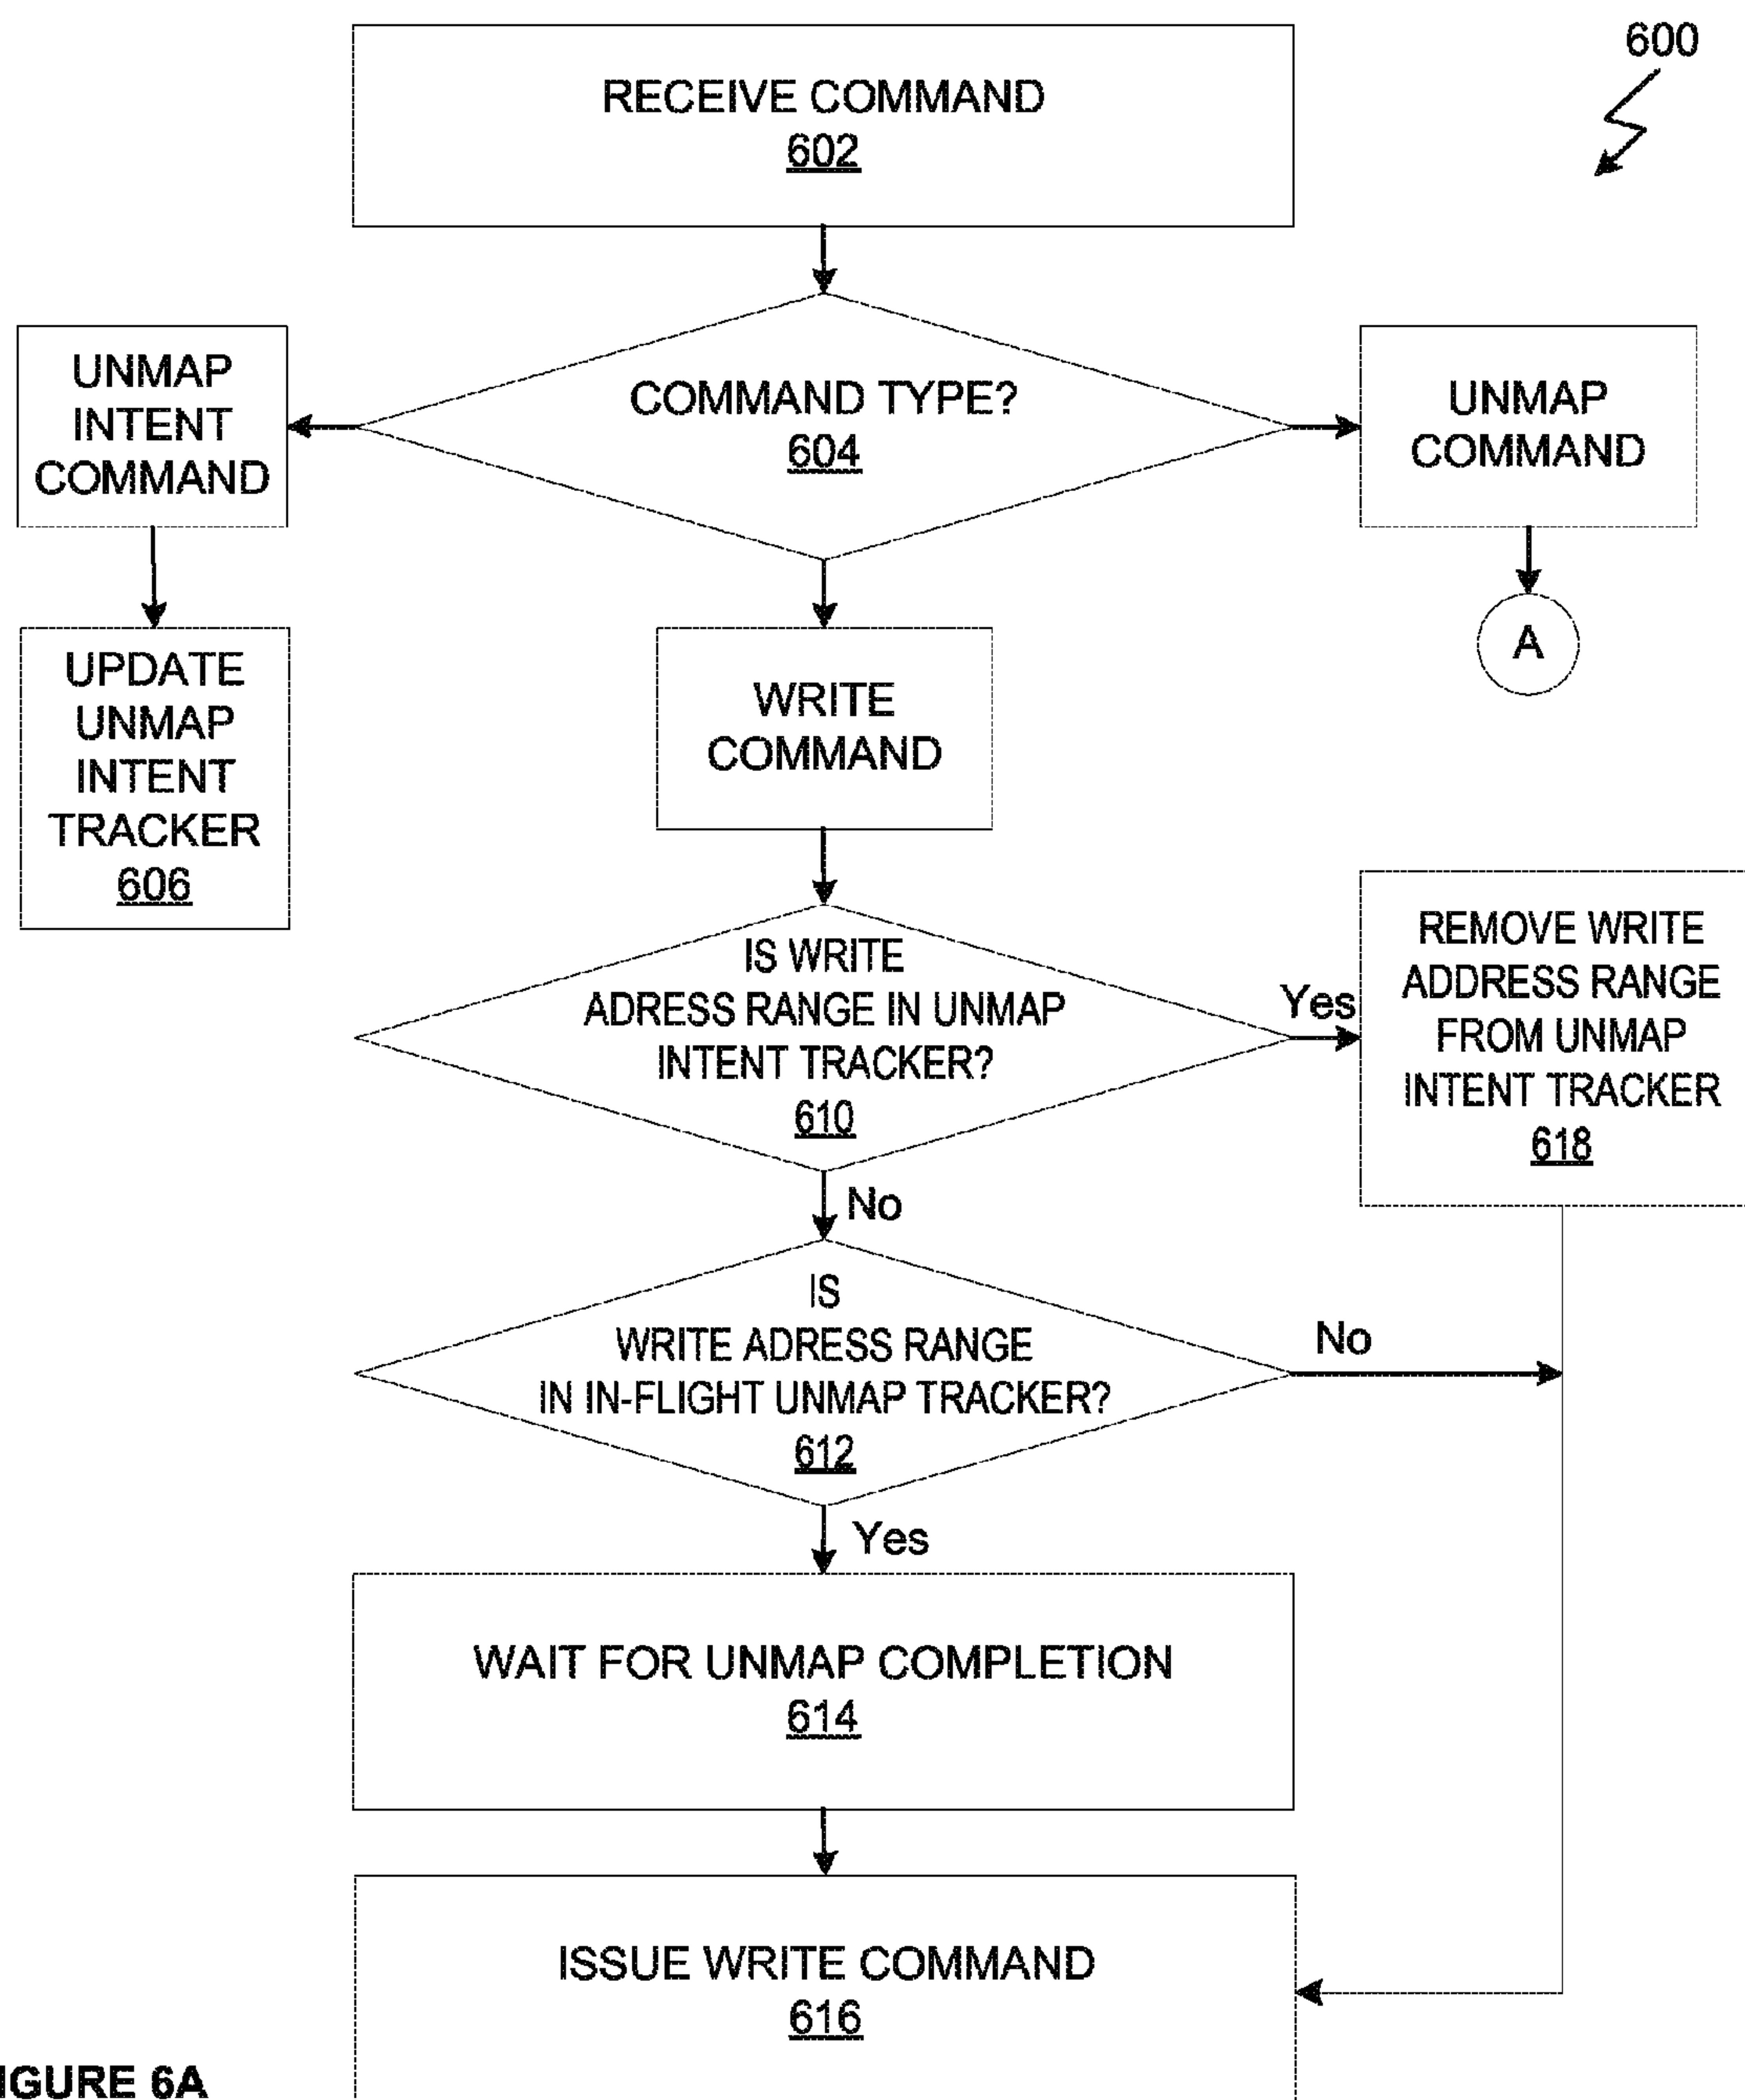 600
RECEIVE COMMAND
602
COMMAND TYPE?
604
UNMAP
INTENT
COMMAND
UNMAP
COMMAND
A
UPDATE
UNMAP
INTENT
TRACKER
606
WRITE
COMMAND
IS WRITE
ADRESS RANGE IN UNMAP
INTENT TRACKER?
610
Yes
REMOVE WRITE
ADDRESS RANGE
FROM UNMAP
INTENT TRACKER
618
No
IS
WRITE ADRESS RANGE
IN IN-FLIGHT UNMAP TRACKER?
612
No
Yes
WAIT FOR UNMAP COMPLETION
614
ISSUE WRITE COMMAND
616
IGURE 6A